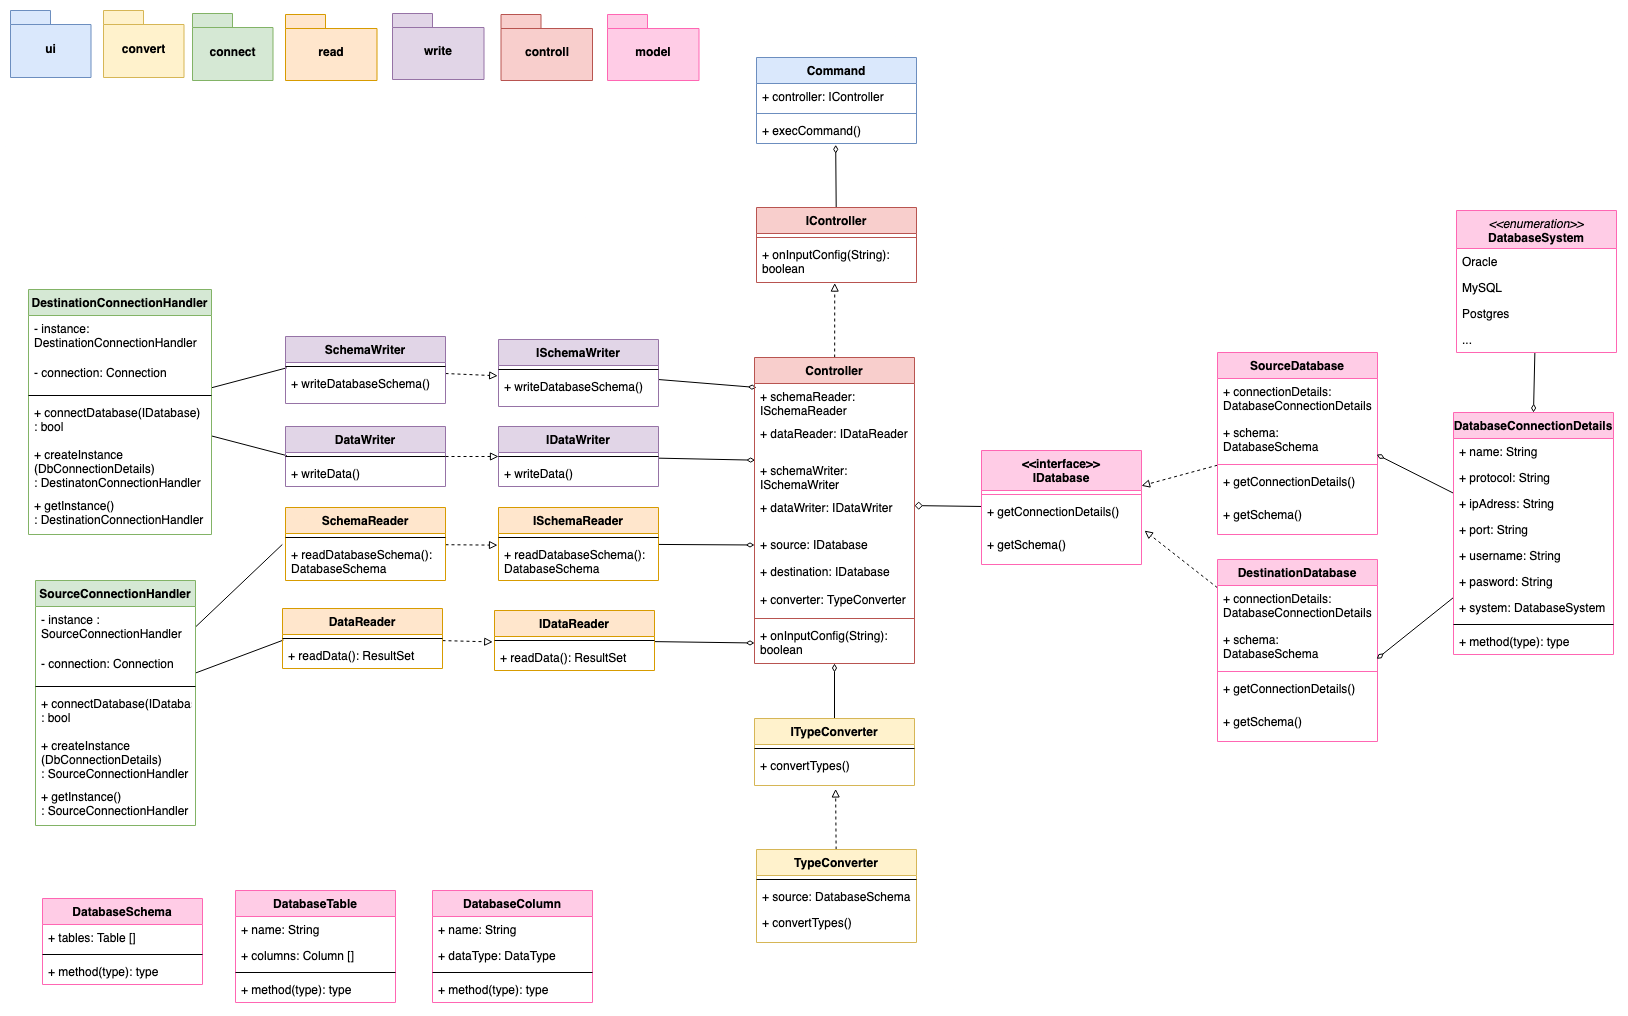 ui
convert
connect
read
write
controll
model
Command
+ controller: IController
+ execCommand()
IController
+ onInputConfig(String):
boolean
<<enumeration>>
DatabaseSystem
Oracle
MySQL
Postgres
...
DestinationConnectionHandler
- instance:
DestinationConnectionHandler
- connection: Connection
+ connectDatabase(IDatabase)
: bool
+ createInstance
(DbConnectionDetails)
: DestinatonConnectionHandler
+ getInstance()
: DestinationConnectionHandler
SchemaWriter
+ writeDatabaseSchema()
ISchemaWriter
+ writeDatabaseSchema()
DataWriter
+ writeData()
IDataWriter
+ writeData()
SchemaReader
+ readDatabaseSchema():
DatabaseSchema
ISchemaReader
+ readDatabaseSchema():
DatabaseSchema
DataReader
+ readData(): ResultSet
IDataReader
+ readData(): ResultSet
Controller
+ schemaReader:
ISchemaReader
+ dataReader: IDataReader
+ schemaWriter:
ISchemaWriter
+ dataWriter: IDataWriter
+ source: IDatabase
+ destination: IDatabase
+ converter: TypeConverter
+ onInputConfig(String):
boolean
<<interface>>
IDatabase
+ getConnectionDetails()
+ getSchema()
SourceDatabase
+ connectionDetails:
DatabaseConnectionDetails
+ schema:
DatabaseSchema
+ getConnectionDetails()
+ getSchema()
DestinationDatabase
+ connectionDetails:
DatabaseConnectionDetails
+ schema:
DatabaseSchema
+ getConnectionDetails()
+ getSchema()
DatabaseConnectionDetails
+ name: String
+ protocol: String
+ ipAdress: String
+ port: String
+ username: String
+ pasword: String
+ system: DatabaseSystem
+ method(type): type
SourceConnectionHandler
- instance :
SourceConnectionHandler
- connection: Connection
+ connectDatabase(IDataba
: bool
+ createInstance
(DbConnectionDetails)
: SourceConnectionHandler
+ getInstance()
: SourceConnectionHandler
ITypeConverter
+ convertTypes()
TypeConverter
+ source: DatabaseSchema
+ convertTypes()
DatabaseSchema
+ tables: Table []
+ method(type): type
DatabaseTable
+ name: String
+ columns: Column []
+ method(type): type
DatabaseColumn
+ name: String
+ dataType: DataType
+ method(type): type